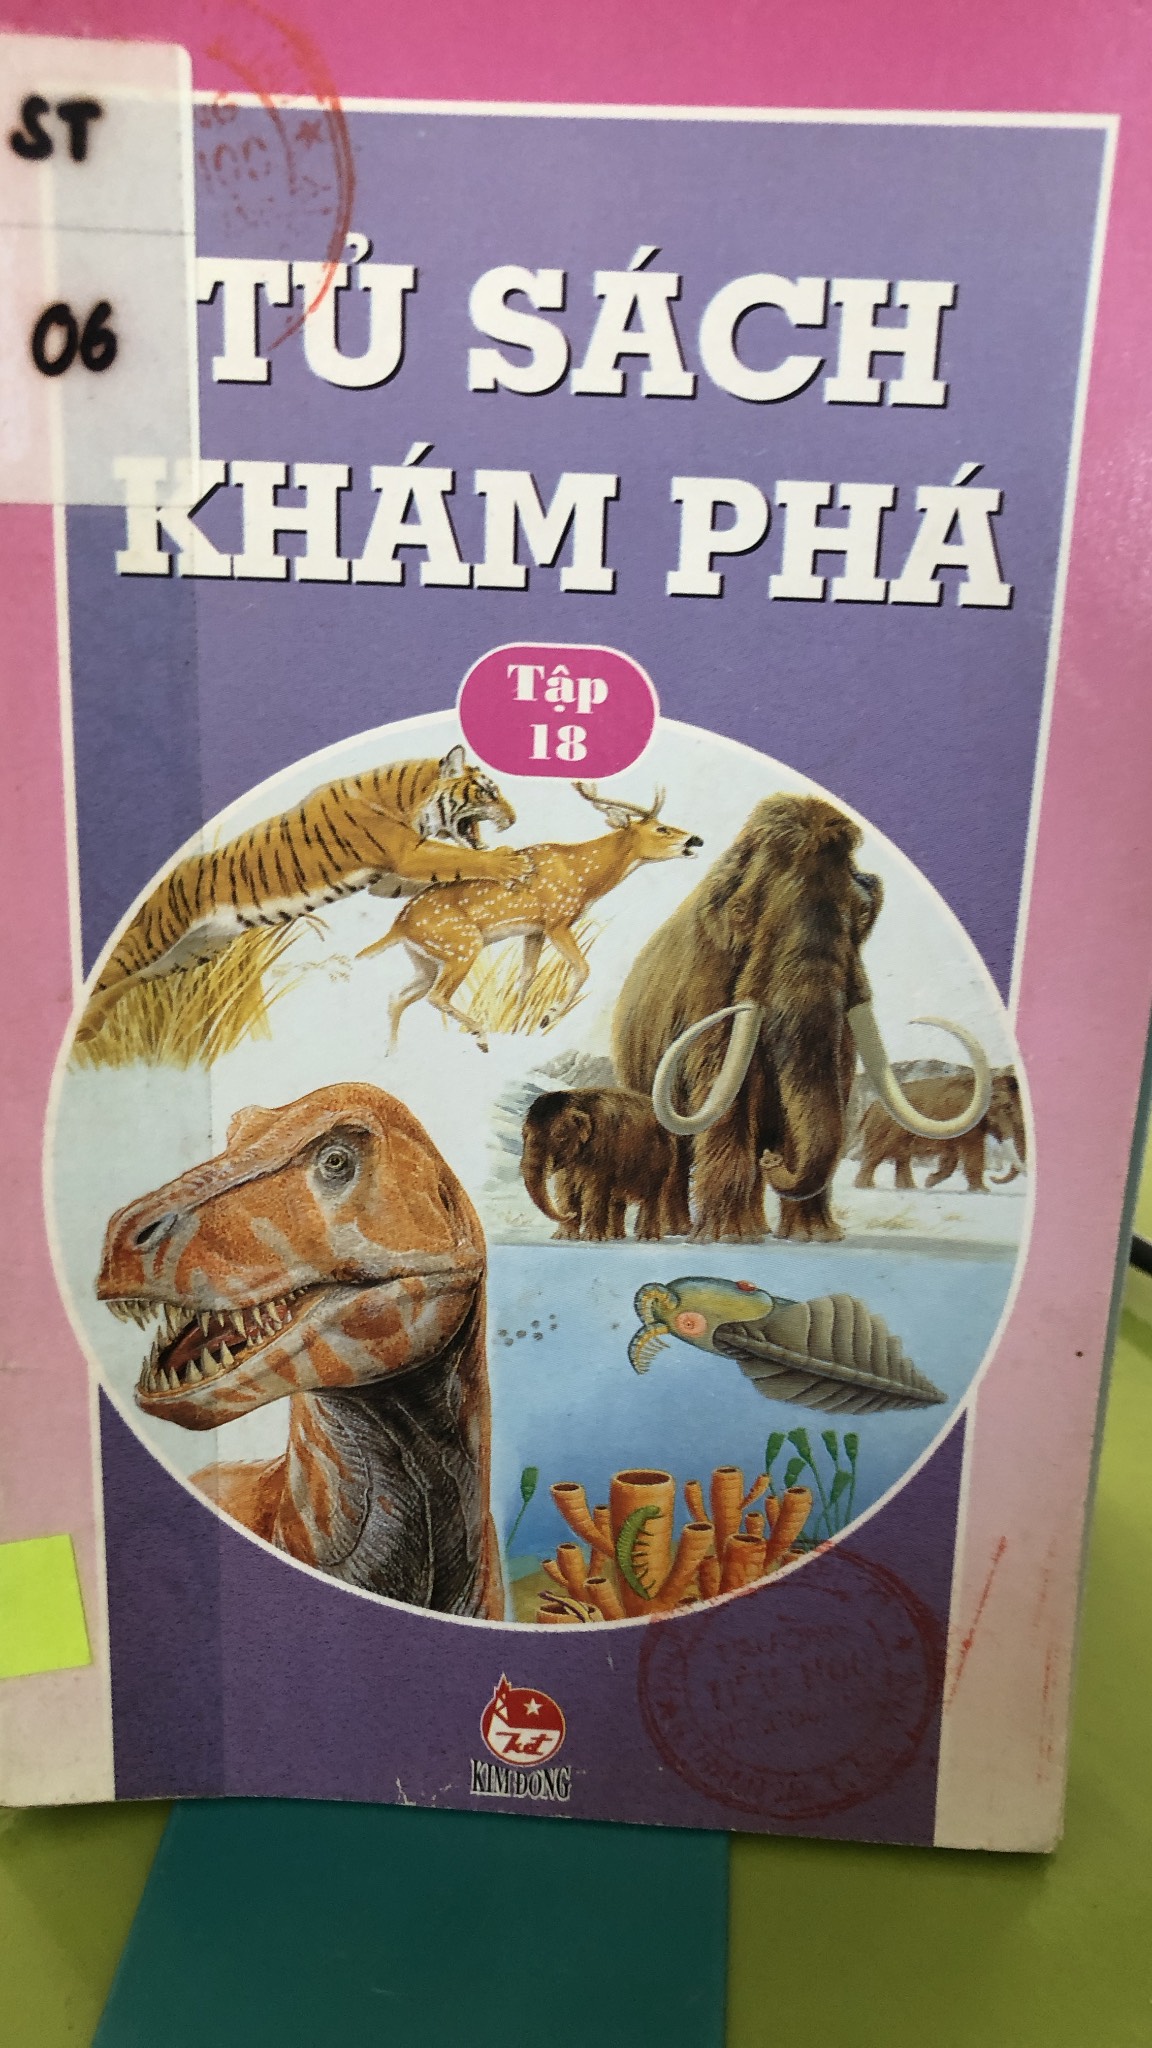 ST
06
TỦ SÁCH
KHÁM PHÁ
Tập
18
KIM ĐỒNG